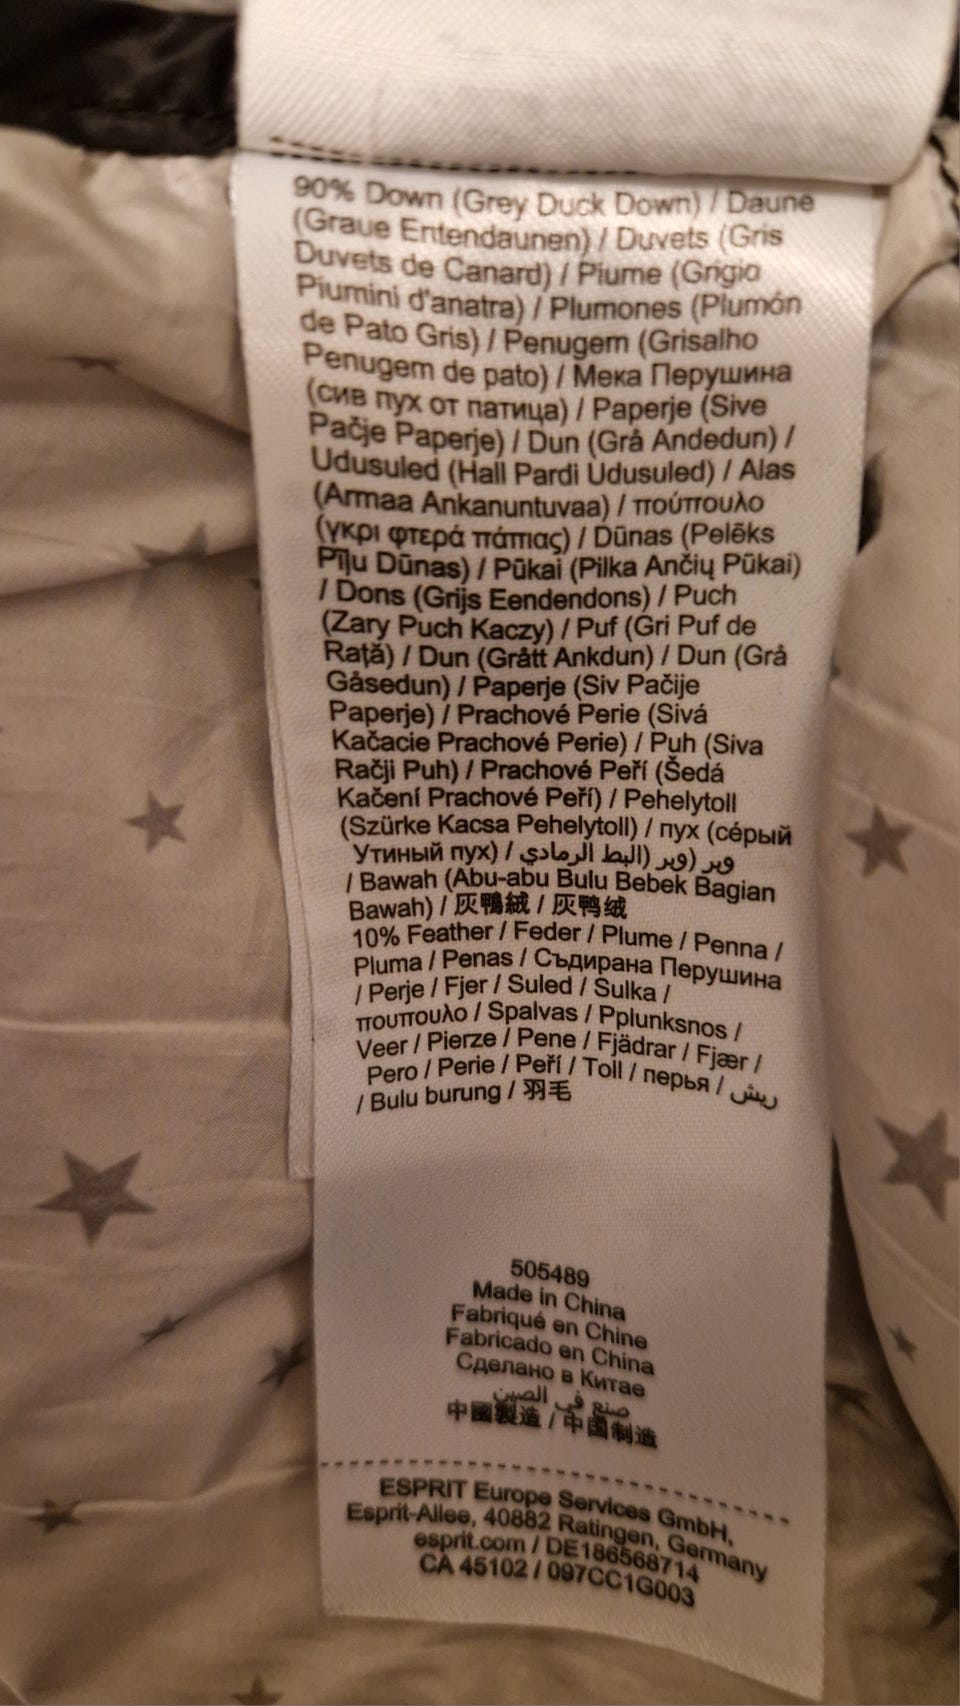 90% Down (Grey Duck Down) / Daune
(Graue Entendaunen) / Duvets (Gris
Duvets de Canard) / Piume (Grigio
Piumini d'anatra) / Plumones (Plumón
de Pato Gris) / Penugem (Grisalho
Penugem de pato) / Мека Перушина
(сив пух от патица) / Paperje (Sive
Pačje Paperje) / Dun (Grå Andedun) /
Udusuled (Hall Pardi Udusuled) / Alas
(Armaa Ankanuntuvaa) / πούπουλο
(γκρι φτερά πάπιας) / Dūnas (Pelēks
Pīļu Dūnas) / Pūkai (Pilka Ančių Pūkai)
/ Dons (Grijs Eendendons) / Puch
(Zary Puch Kaczy) / Puf (Gri Puf de
Rață) / Dun (Grått Ankdun) / Dun (Grå
Gåsedun) / Paperje (Siv Pačije
Paperje) / Prachové Perie (Sivá
Kačacie Prachové Perie) / Puh (Siva
Račji Puh) / Prachové Peří (Šedá
Kačení Prachové Peří) / Pehelytoll
(Szürke Kacsa Pehelytoll) / пух (сéрый
Утиный пух) / وبر (وبر (البط الرمادي
/ Bawah (Abu-abu Bulu Bebek Bagian
Bawah) / 灰鴨絨 / 灰鸭绒
10% Feather / Feder / Plume / Penna /
Pluma / Penas / Съдирана Перушина
/ Perje / Fjer / Suled / Sulka /
πουπουλο / Spalvas / Pplunksnos /
Veer / Pierze / Pene / Fjädrar / Fjær /
Pero / Perie / Peří / Toll / перья / ريش
/ Bulu burung / 羽毛
505489
Made in China
Fabriqué en Chine
Fabricado en China
Сделано в Китае
صنع في الصين
中國製造 / 中国制造
ESPRIT Europe Services GmbH,
Esprit-Allee, 40882 Ratingen, Germany
esprit.com / DE186568714
CA 45102 / 097CC1G003